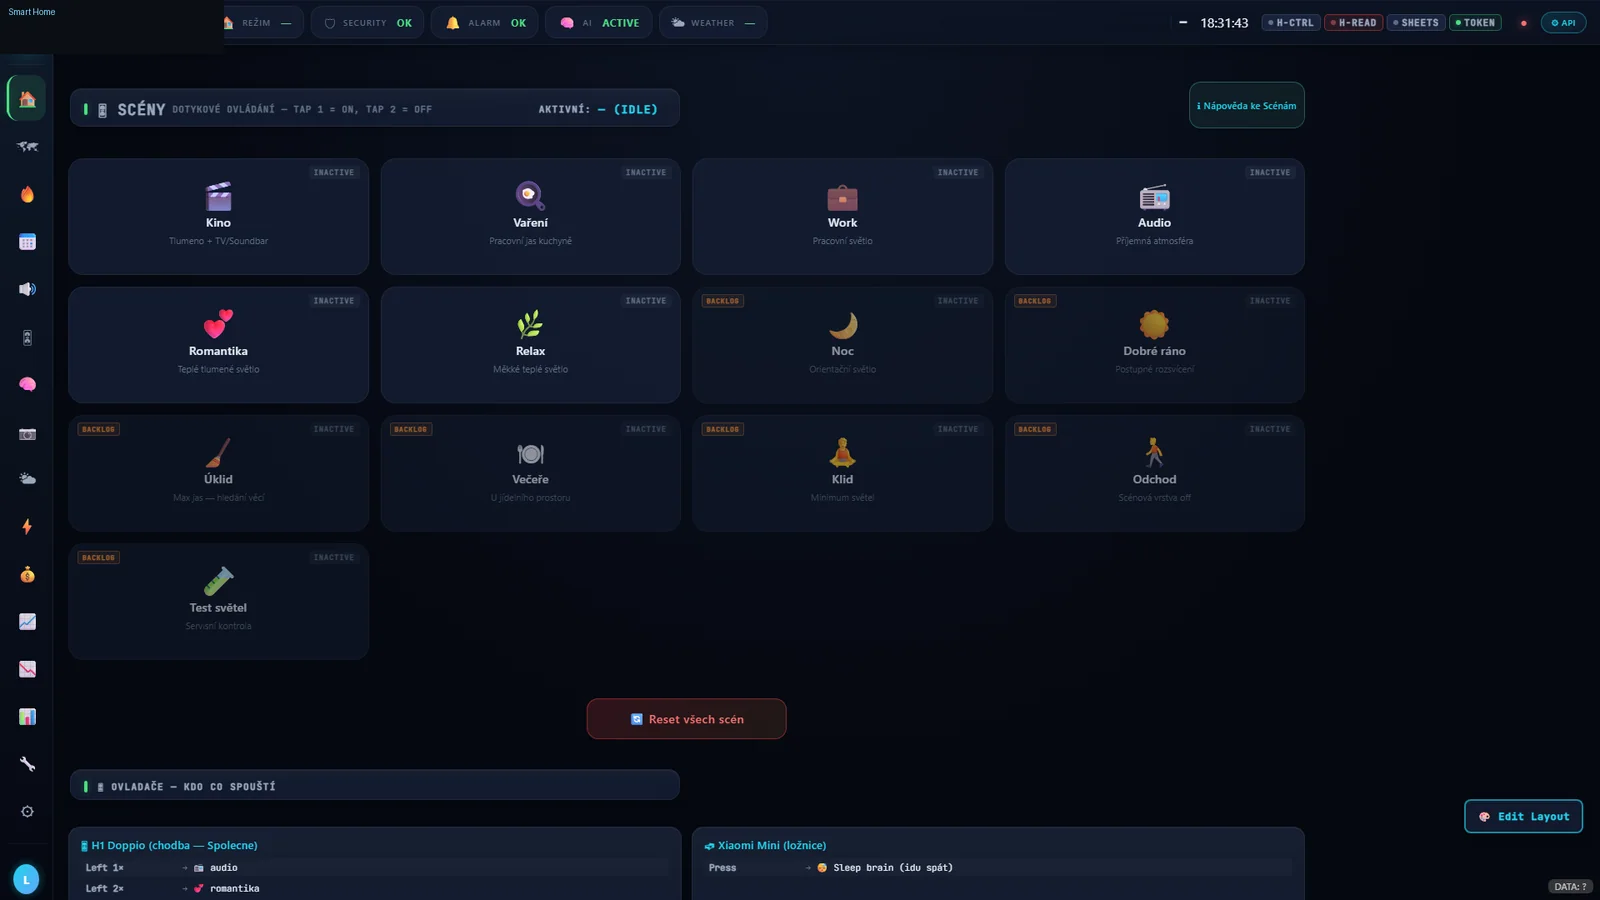 Smart Home
REŽIM —
SECURITY OK
ALARM OK
AI ACTIVE
WEATHER —
–
18:31:43
H-CTRL
H-READ
SHEETS
TOKEN
API
SCÉNY DOTYKOVÉ OVLÁDÁNÍ — TAP 1 = ON, TAP 2 = OFF
AKTIVNÍ: — (IDLE)
ℹ Nápověda ke Scénám
INACTIVE
Kino
Tlumeno + TV/Soundbar
INACTIVE
Vaření
Pracovní jas kuchyně
INACTIVE
Work
Pracovní světlo
INACTIVE
Audio
Příjemná atmosféra
INACTIVE
Romantika
Teplé tlumené světlo
INACTIVE
Relax
Měkké teplé světlo
BACKLOG INACTIVE
Noc
Orientační světlo
BACKLOG INACTIVE
Dobré ráno
Postupné rozsvícení
BACKLOG INACTIVE
Úklid
Max jas — hledání věcí
BACKLOG INACTIVE
Večeře
U jídelního prostoru
BACKLOG INACTIVE
Klid
Minimum světel
BACKLOG INACTIVE
Odchod
Scénová vrstva off
BACKLOG INACTIVE
Test světel
Servisní kontrola
Reset všech scén
OVLADAČE — KDO CO SPOUŠTÍ
H1 Doppio (chodba — Spolecne)
Left 1× → audio
Left 2× → romantika
Xiaomi Mini (ložnice)
Press → Sleep brain (idu spát)
Edit Layout
L
DATA: ?